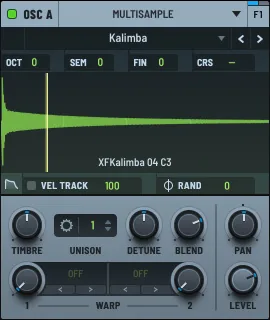 OSC A MULTISAMPLE F1
Kalimba
OCT 0 SEM 0 FIN 0 CRS --
XFKalimba 04 C3
VEL TRACK 100 RAND 0
1
TIMBRE UNISON DETUNE BLEND PAN
OFF OFF
1 WARP 2 LEVEL